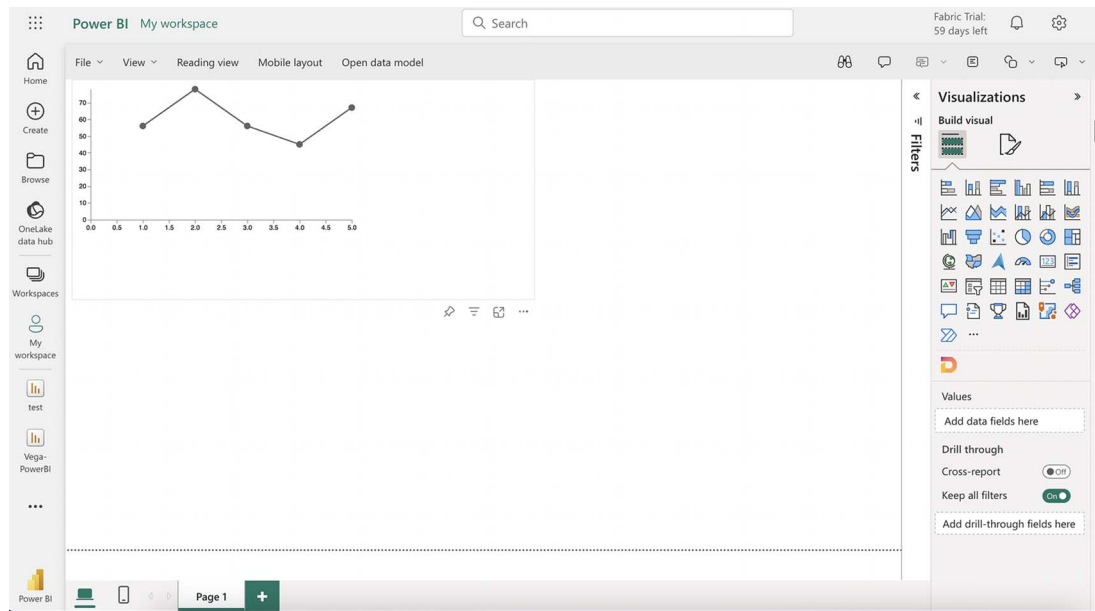 Power BI My workspace
Search
Fabric Trial:
59 days left
Home
Create
Browse
OneLake
data hub
Workspaces
My
workspace
test
Vega-
PowerBI
Power BI
File View Reading view Mobile layout Open data model
70
60
50
40
30
20
10
0
0.0 0.5 1.0 1.5 2.0 2.5 3.0 3.5 4.0 4.5 5.0
Filters
Visualizations
Build visual
123
Values
Add data fields here
Drill through
Cross-report Off
Keep all filters On
Add drill-through fields here
Page 1